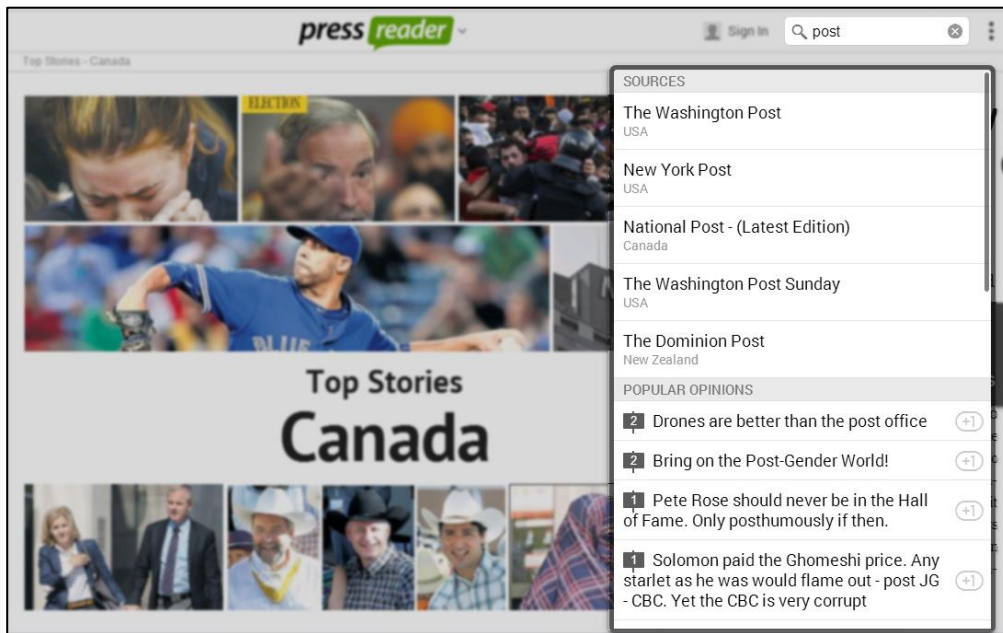 press reader
Sign In
post
Top Stories - Canada
SOURCES
The Washington Post
USA
New York Post
USA
National Post - (Latest Edition)
Canada
The Washington Post Sunday
USA
The Dominion Post
New Zealand
POPULAR OPINIONS
2 Drones are better than the post office
+1
2 Bring on the Post-Gender World!
+1
1 Pete Rose should never be in the Hall
of Fame. Only posthumously if then.
+1
1 Solomon paid the Ghomeshi price. Any
starlet as he was would flame out - post JG
- CBC. Yet the CBC is very corrupt
+1
ELECTION
BLUE
Top Stories
Canada